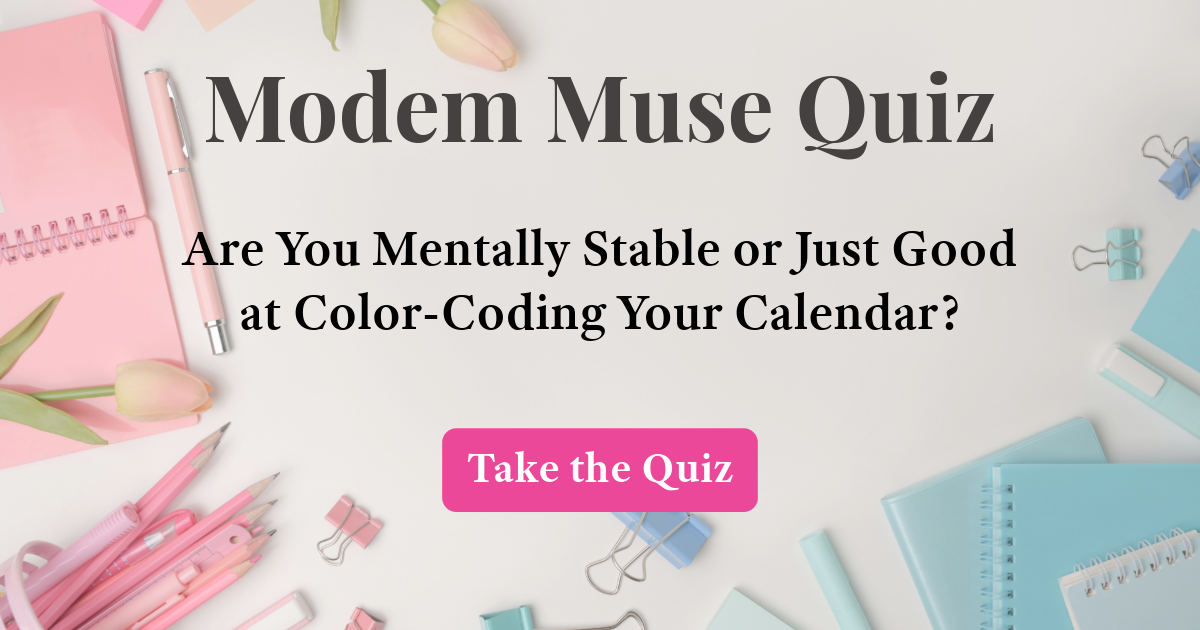 Modem Muse Quiz
Are You Mentally Stable or Just Good
at Color-Coding Your Calendar?
Take the Quiz